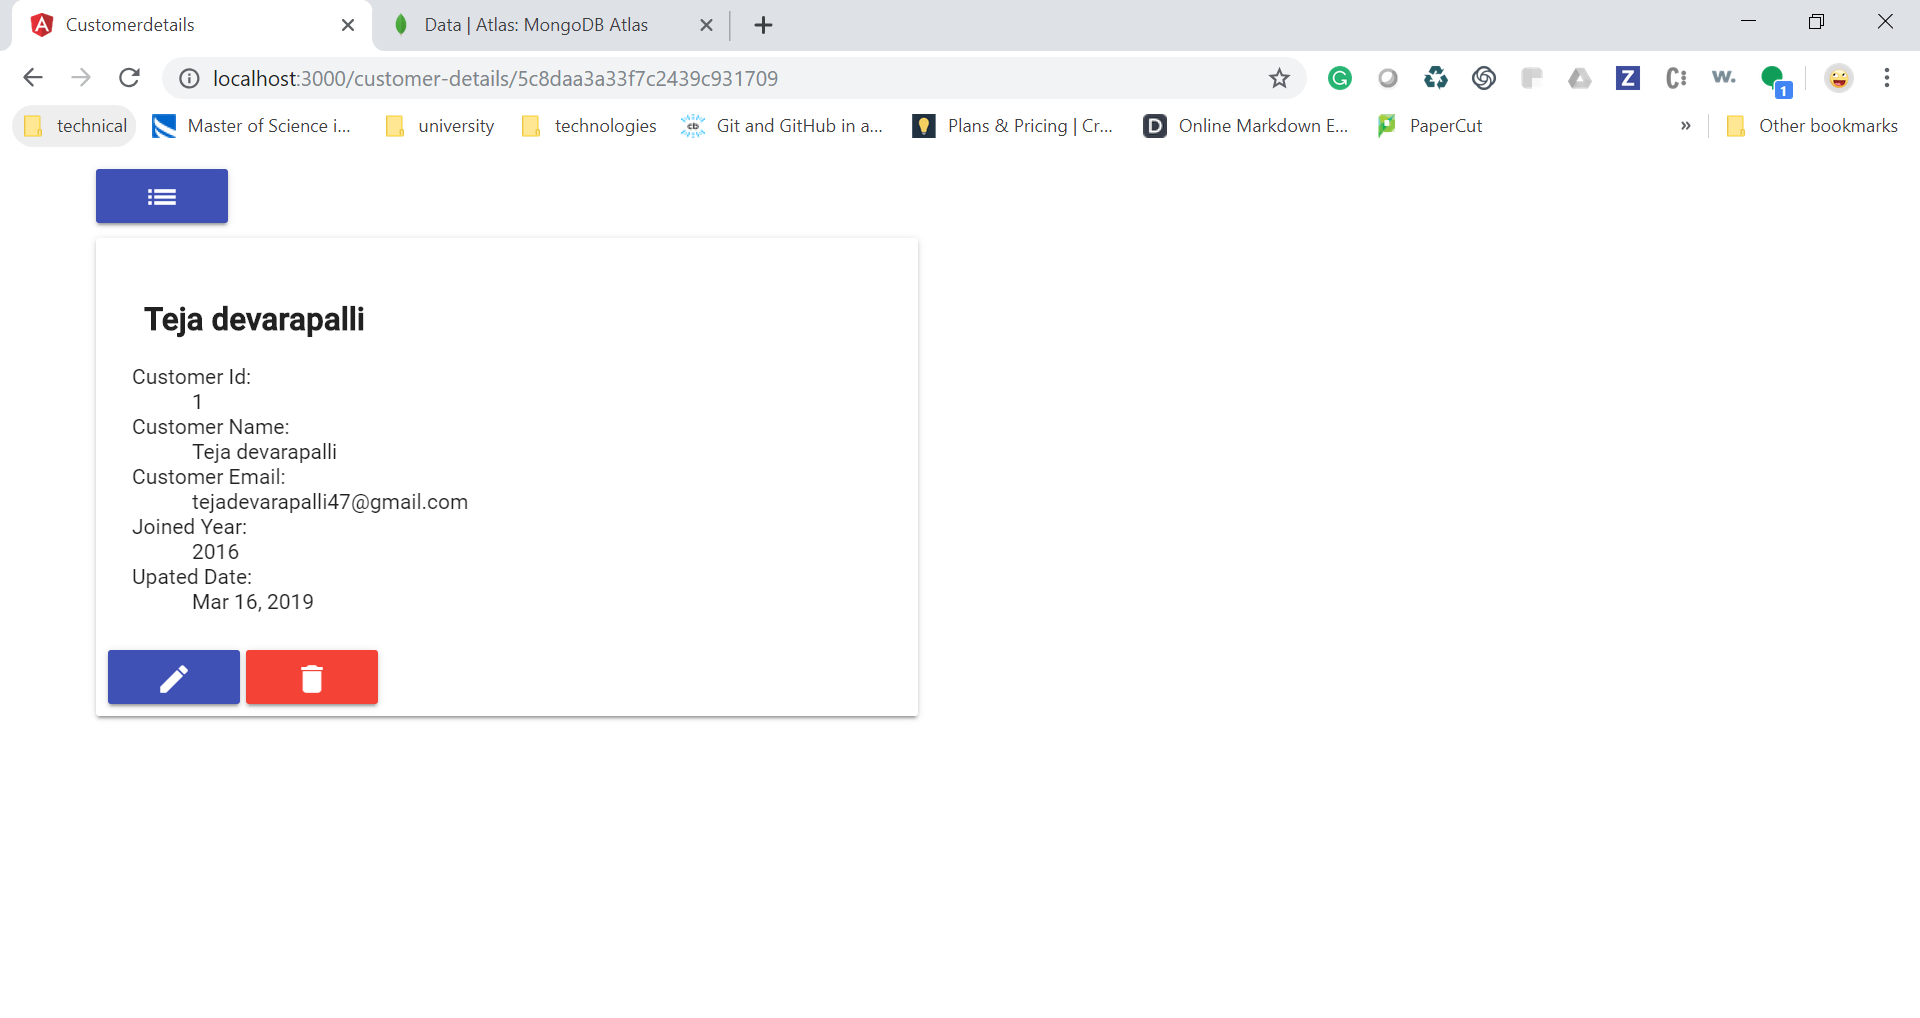 Customerdetails
Data | Atlas: MongoDB Atlas
localhost:3000/customer-details/5c8daa3a33f7c2439c931709
1
technical
Master of Science i...
university
technologies
Git and GitHub in a...
Plans & Pricing | Cr...
Online Markdown E...
PaperCut
»
Other bookmarks
Teja devarapalli
Customer Id:
1
Customer Name:
Teja devarapalli
Customer Email:
tejadevarapalli47@gmail.com
Joined Year:
2016
Upated Date:
Mar 16, 2019